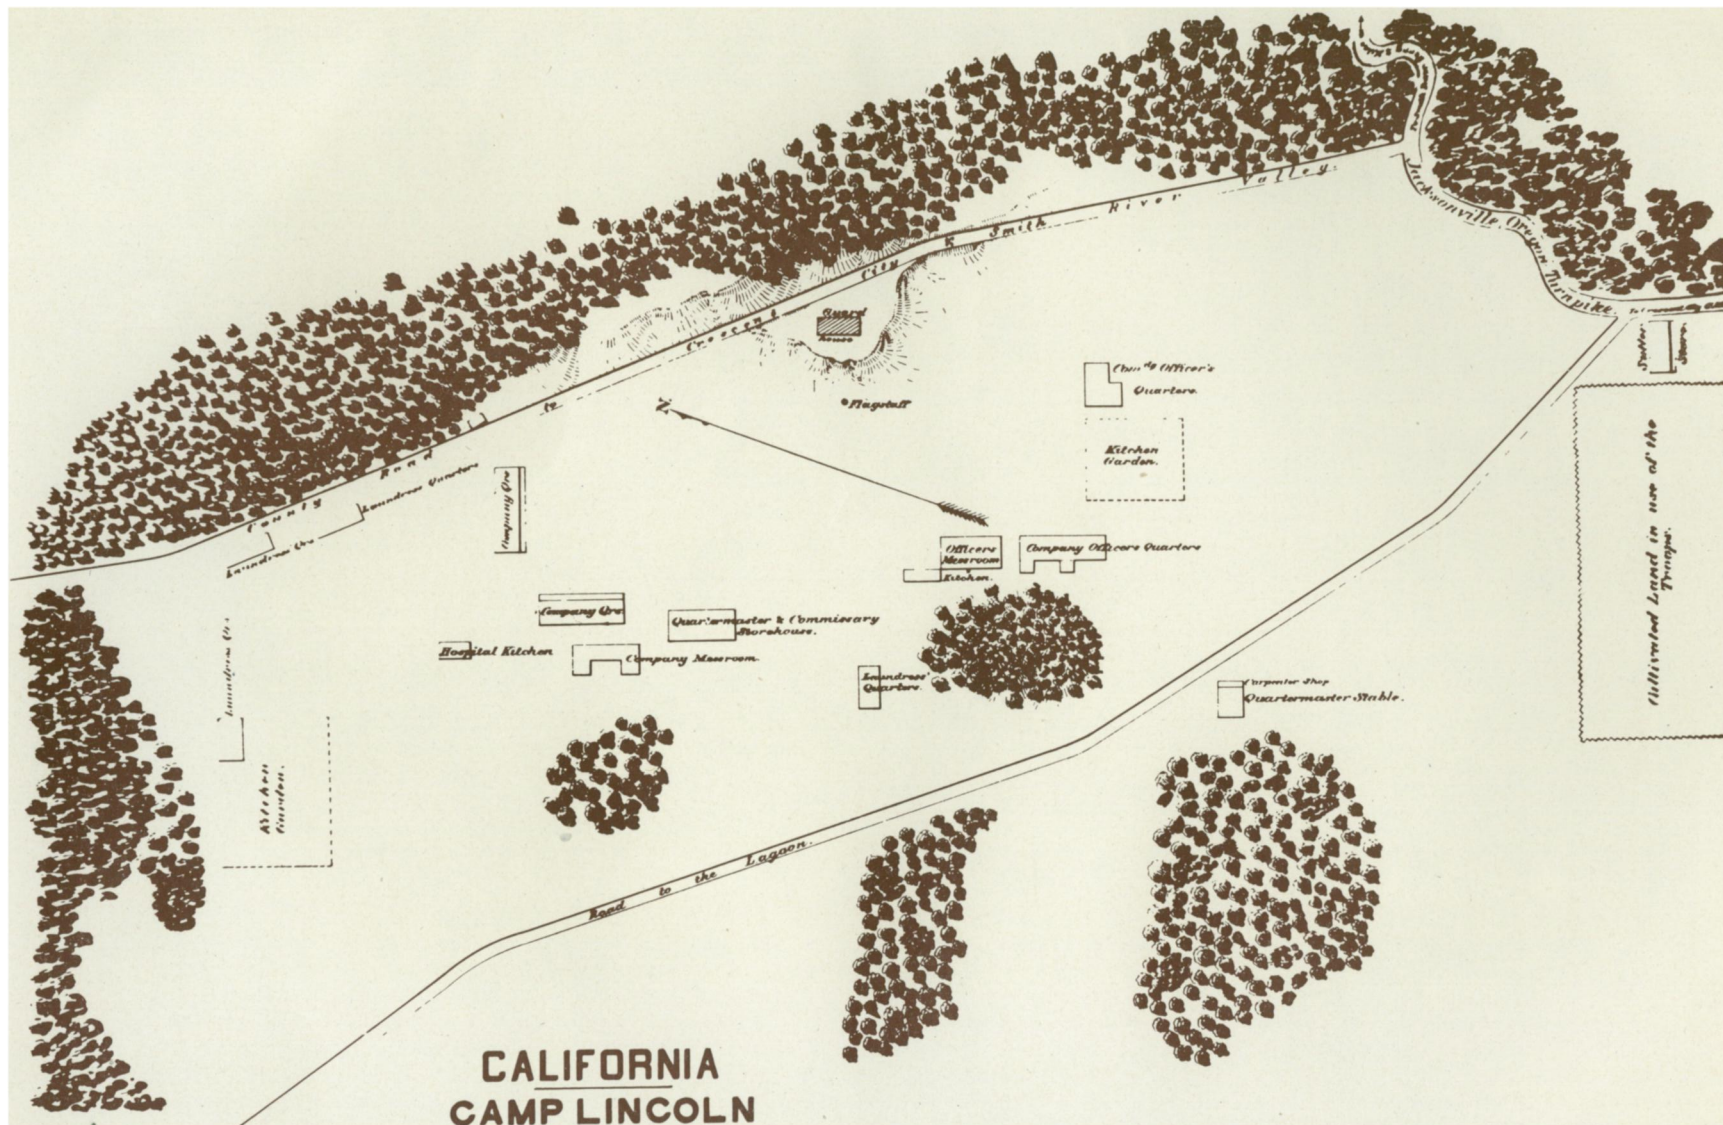 County Road to Crescent City & Smith River Valley.
Jacksonville, Oregon Thrnpike
Sutler
Store.
Guard
house
Flagstaff
N.
Officer's
Quarters.
Kitchen
Garden.
Cultivated Land in use of the
Troops.
Laundress Quarters
Laundress Qrs
Company Qrs
Officers
Messroom
Kitchen.
Company Officers Quarters
Company Qrs
Quartermaster & Commissary
Storehouse.
Hospital Kitchen
Company Messroom.
Laundress'
Quarters.
Carpenter Shop
Quartermaster Stable.
Laundress Qrs
Kitchen
Garden.
Road to the Lagoon.
CALIFORNIA
CAMP LINCOLN